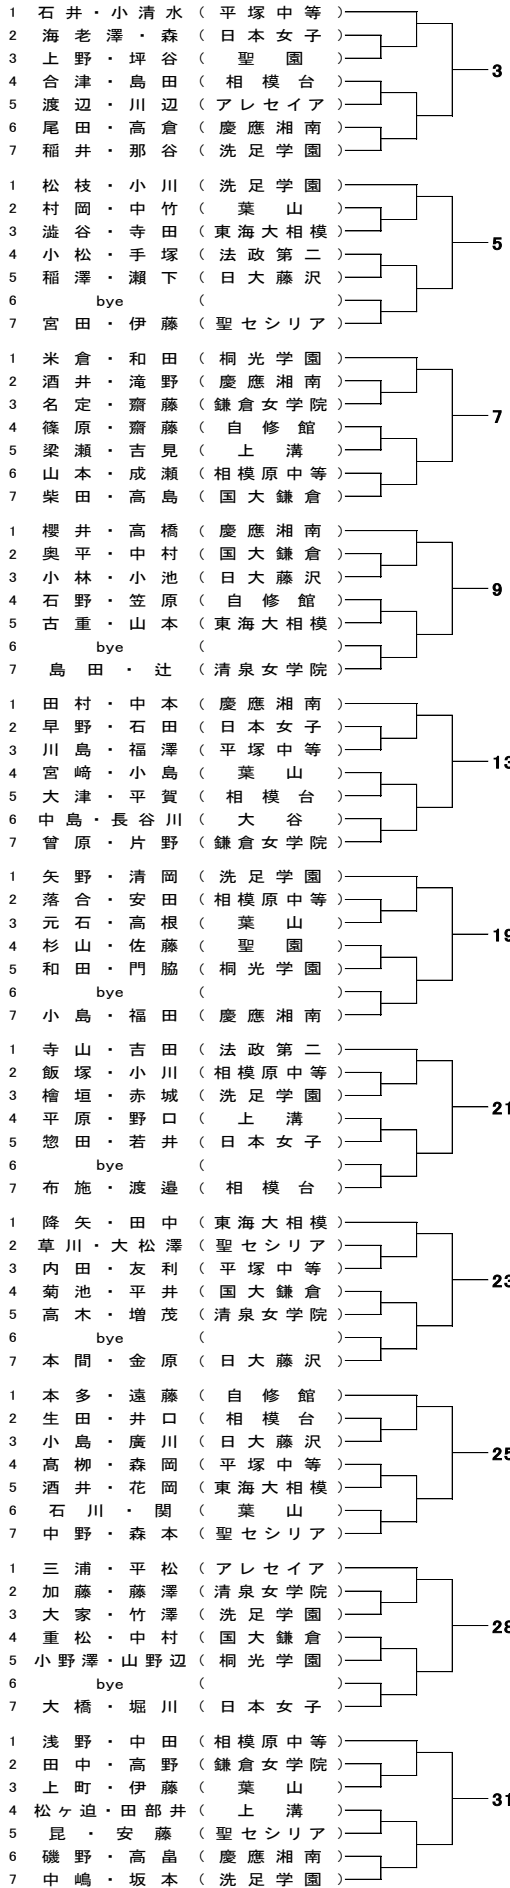 1 石井・小清水 ( 平塚中等 )
2 海老澤・森 ( 日本女子 )
3 上野・坪谷 ( 聖園 )
3
4 合津・島田 ( 相模台 )
5 渡辺・川辺 ( アレセイア )
6 尾田・高倉 ( 慶應湘南 )
7 稲井・那谷 ( 洗足学園 )
1 松枝・小川 ( 洗足学園 )
2 村岡・中竹 ( 葉山 )
3 澁谷・寺田 ( 東海大相模 )
5
4 小松・手塚 ( 法政第二 )
5 稲澤・瀬下 ( 日大藤沢 )
6 bye ( )
7 宮田・伊藤 ( 聖セシリア )
1 米倉・和田 ( 桐光学園 )
2 酒井・滝野 ( 慶應湘南 )
3 名定・齋藤 ( 鎌倉女学院 )
7
4 篠原・齋藤 ( 自修館 )
5 梁瀬・吉見 ( 上溝 )
6 山本・成瀬 ( 相模原中等 )
7 柴田・高島 ( 国大鎌倉 )
1 櫻井・高橋 ( 慶應湘南 )
2 奥平・中村 ( 国大鎌倉 )
3 小林・小池 ( 日大藤沢 )
9
4 石野・笠原 ( 自修館 )
5 古重・山本 ( 東海大相模 )
6 bye ( )
7 島田・辻 ( 清泉女学院 )
1 田村・中本 ( 慶應湘南 )
2 早野・石田 ( 日本女子 )
3 川島・福澤 ( 平塚中等 )
13
4 宮﨑・小島 ( 葉山 )
5 大津・平賀 ( 相模台 )
6 中島・長谷川 ( 大谷 )
7 曾原・片野 ( 鎌倉女学院 )
1 矢野・清岡 ( 洗足学園 )
2 落合・安田 ( 相模原中等 )
3 元石・高根 ( 葉山 )
19
4 杉山・佐藤 ( 聖園 )
5 和田・門脇 ( 桐光学園 )
6 bye ( )
7 小島・福田 ( 慶應湘南 )
1 寺山・吉田 ( 法政第二 )
2 飯塚・小川 ( 相模原中等 )
3 檜垣・赤城 ( 洗足学園 )
21
4 平原・野口 ( 上溝 )
5 惣田・若井 ( 日本女子 )
6 bye ( )
7 布施・渡邉 ( 相模台 )
1 降矢・田中 ( 東海大相模 )
2 草川・大松澤 ( 聖セシリア )
3 内田・友利 ( 平塚中等 )
23
4 菊池・平井 ( 国大鎌倉 )
5 高木・増茂 ( 清泉女学院 )
6 bye ( )
7 本間・金原 ( 日大藤沢 )
1 本多・遠藤 ( 自修館 )
2 生田・井口 ( 相模台 )
3 小島・廣川 ( 日大藤沢 )
25
4 髙栁・森岡 ( 平塚中等 )
5 酒井・花岡 ( 東海大相模 )
6 石川・関 ( 葉山 )
7 中野・森本 ( 聖セシリア )
1 三浦・平松 ( アレセイア )
2 加藤・藤澤 ( 清泉女学院 )
3 大家・竹澤 ( 洗足学園 )
28
4 重松・中村 ( 国大鎌倉 )
5 小野澤・山野辺 ( 桐光学園 )
6 bye ( )
7 大橋・堀川 ( 日本女子 )
1 浅野・中田 ( 相模原中等 )
2 田中・高野 ( 鎌倉女学院 )
3 上町・伊藤 ( 葉山 )
31
4 松ヶ迫・田部井 ( 上溝 )
5 昆・安藤 ( 聖セシリア )
6 磯野・高畠 ( 慶應湘南 )
7 中嶋・坂本 ( 洗足学園 )